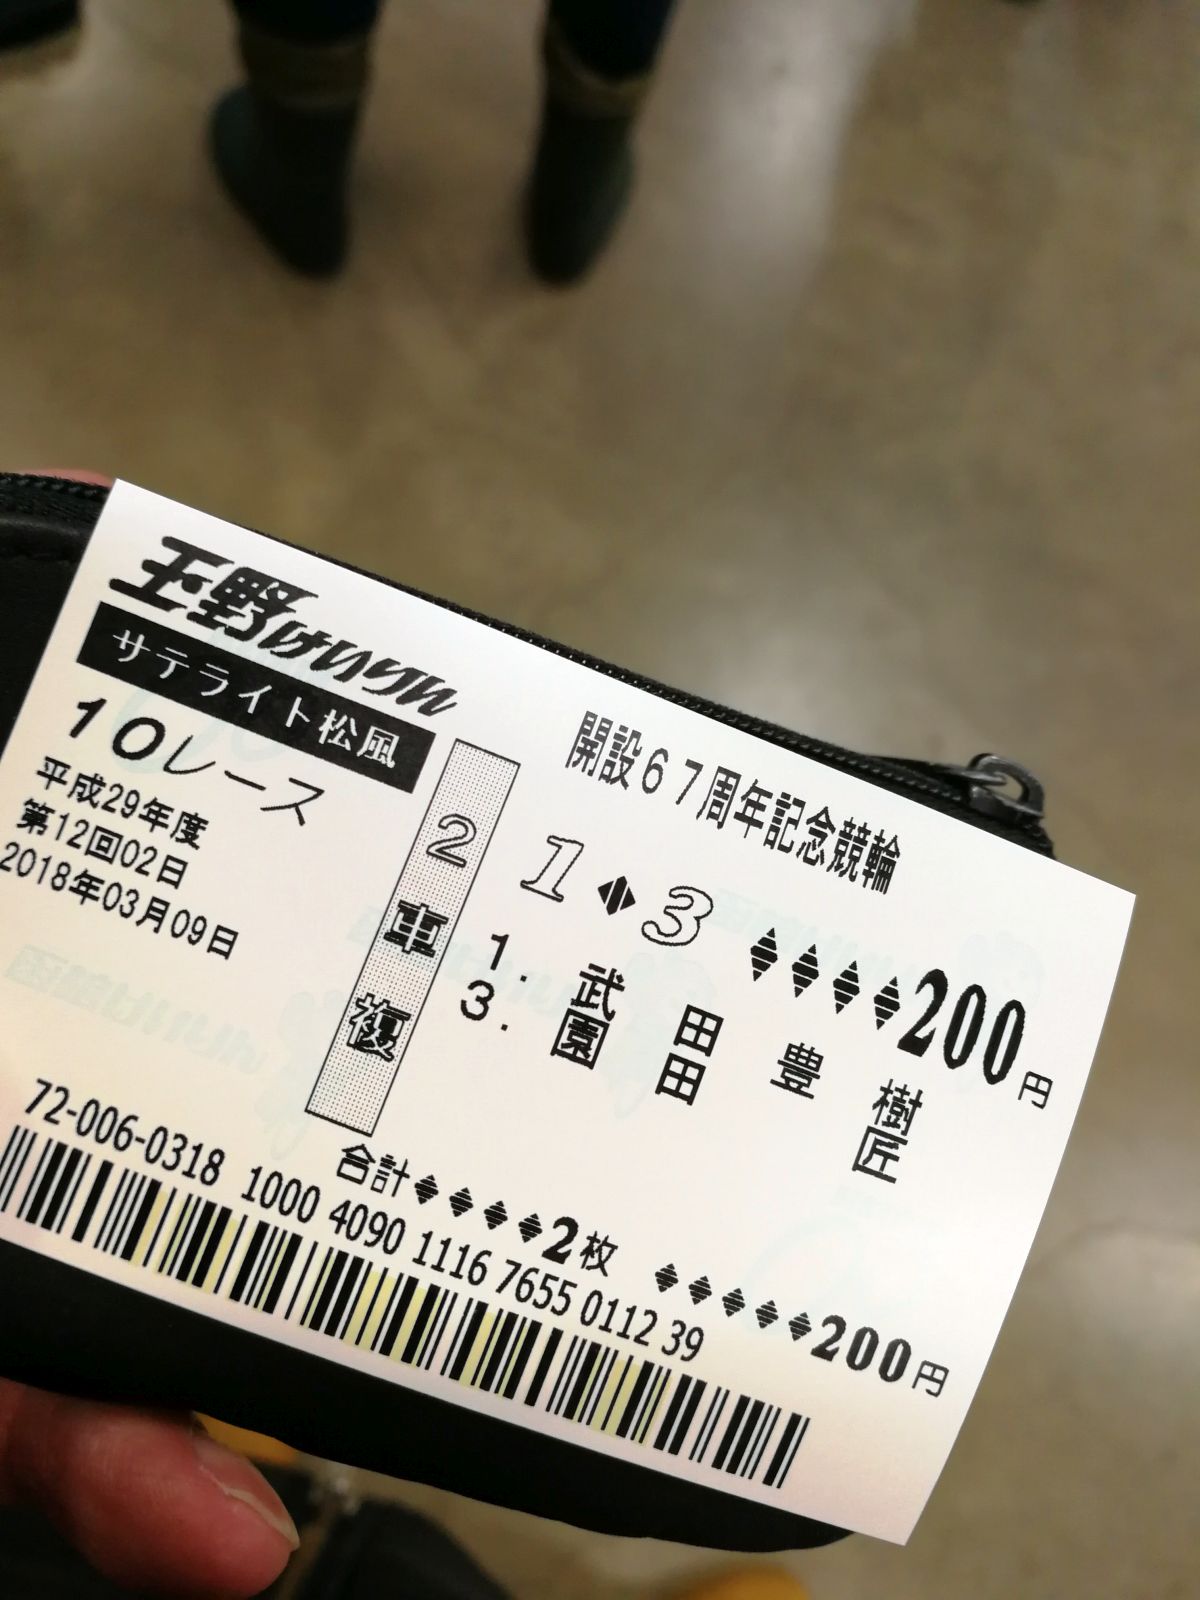 玉野けいりん
サテライト松風
10レース
平成29年度
第12回02日
2018年03月09日
2車複
開設67周年記念競輪
1◆3 ◆◆◆◆200円
1. 武田豊樹
3. 園田匠
合計◆◆◆◆2枚 ◆◆◆◆◆200円
72-006-0318 1000 4090 1116 7655 0112 39